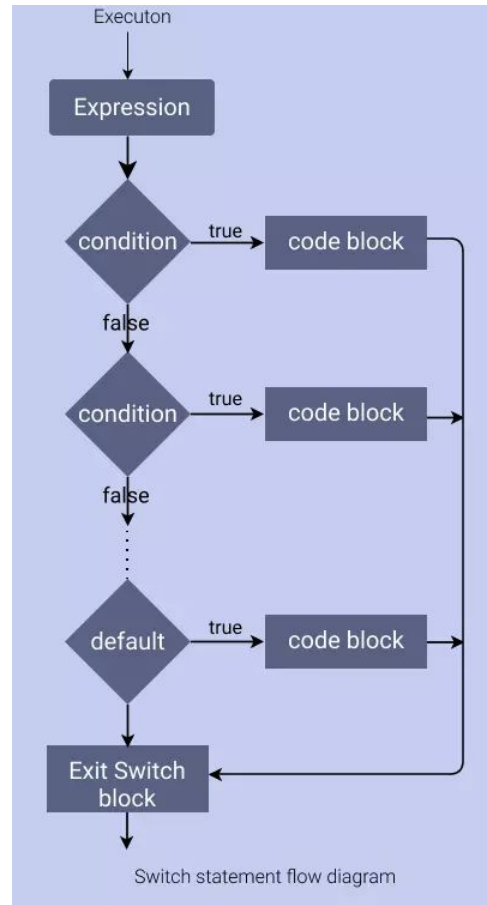 Executon
Expression
condition
true
code block
false
condition
true
code block
false
default
true
code block
Exit Switch
block
Switch statement flow diagram